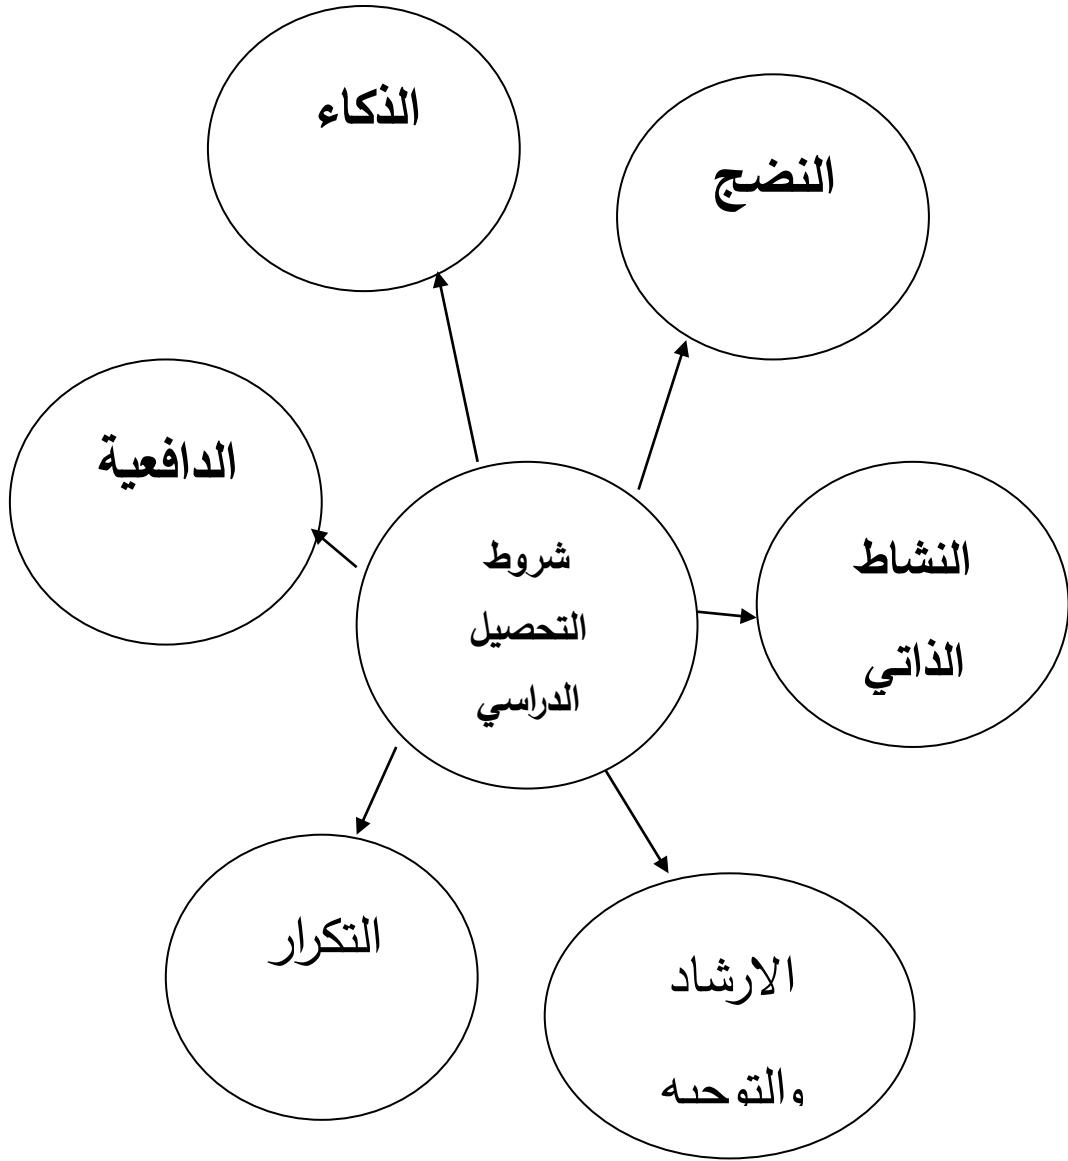 الذكاء
النضج
الدافعية
شروط
التحصيل
الدراسي
النشاط
الذاتي
التكرار
الارشاد
والتوجيه